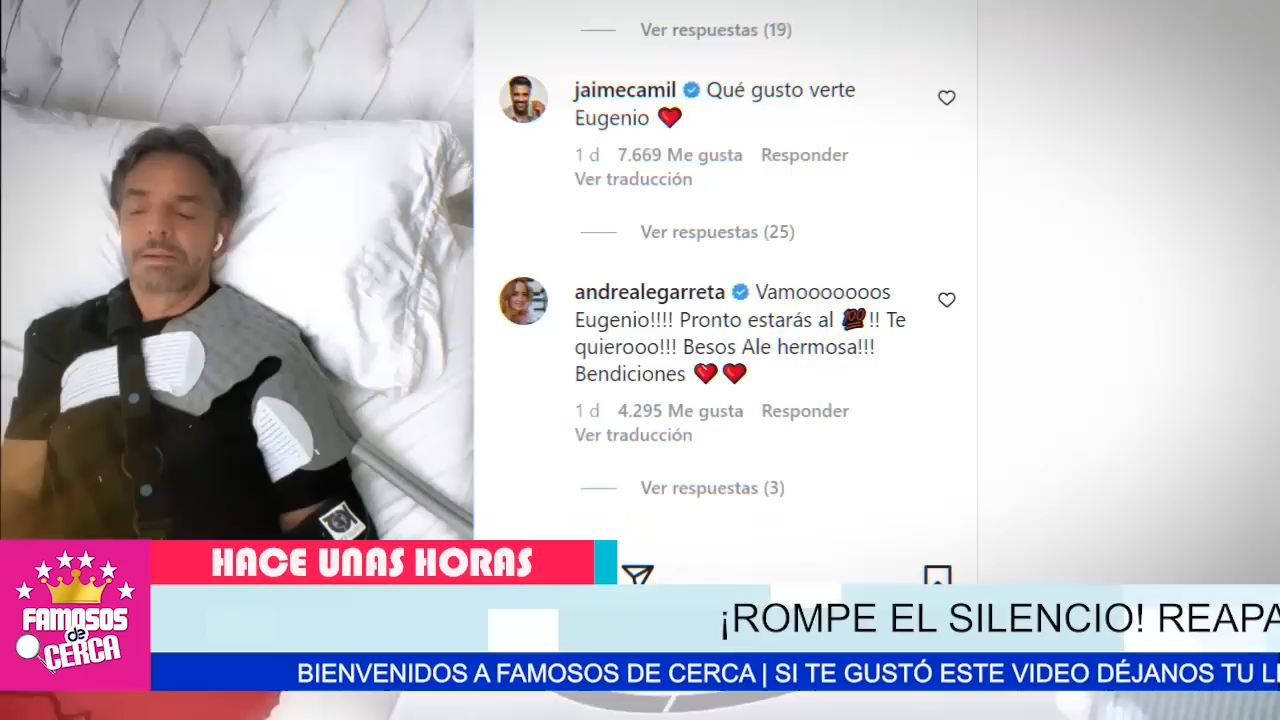 Ver respuestas (19)
jaimecamil Qué gusto verte
Eugenio ❤️
1 d 7.669 Me gusta Responder
Ver traducción
Ver respuestas (25)
andrealegarreta Vamooooooos
Eugenio!!!! Pronto estarás al 💯!! Te
quierooo!!! Besos Ale hermosa!!!
Bendiciones ❤️❤️
1 d 4.295 Me gusta Responder
Ver traducción
Ver respuestas (3)
HACE UNAS HORAS
¡ROMPE EL SILENCIO! REAPA
FAMOSOS
de
CERCA
BIENVENIDOS A FAMOSOS DE CERCA | SI TE GUSTÓ ESTE VIDEO DÉJANOS TU LI